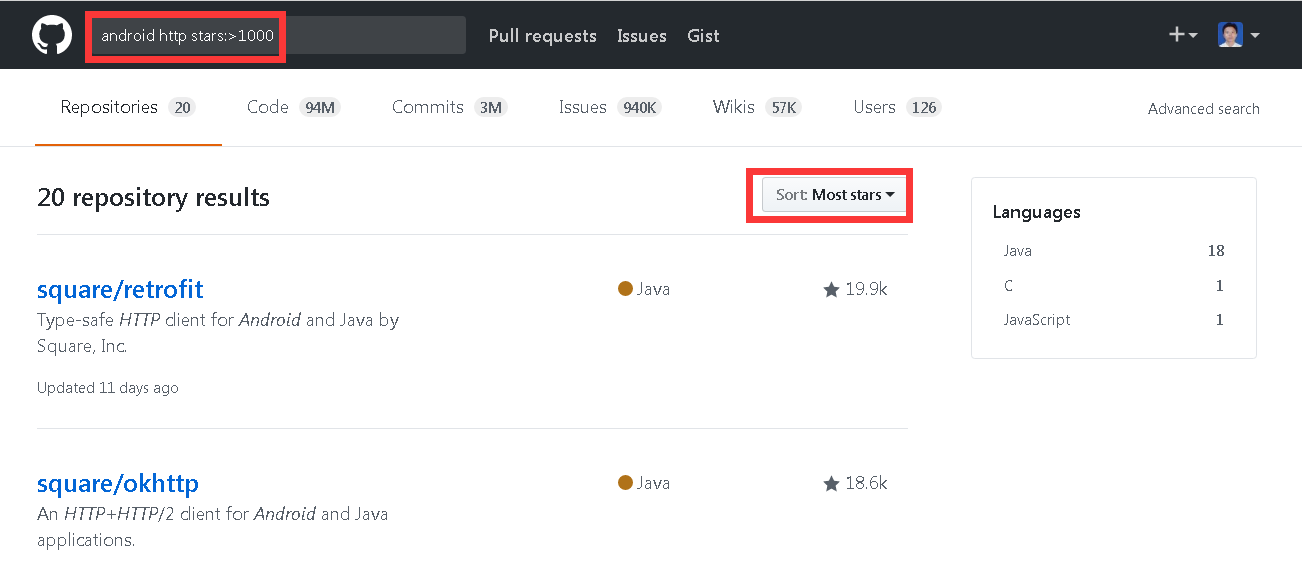 android http stars:>1000
Pull requests Issues Gist
Repositories 20 Code 94M Commits 3M Issues 940K Wikis 57K Users 126 Advanced search
20 repository results
Sort: Most stars
Languages
Java 18
C 1
JavaScript 1
square/retrofit Java 19.9k
Type-safe HTTP client for Android and Java by
Square, Inc.
Updated 11 days ago
square/okhttp Java 18.6k
An HTTP+HTTP/2 client for Android and Java
applications.